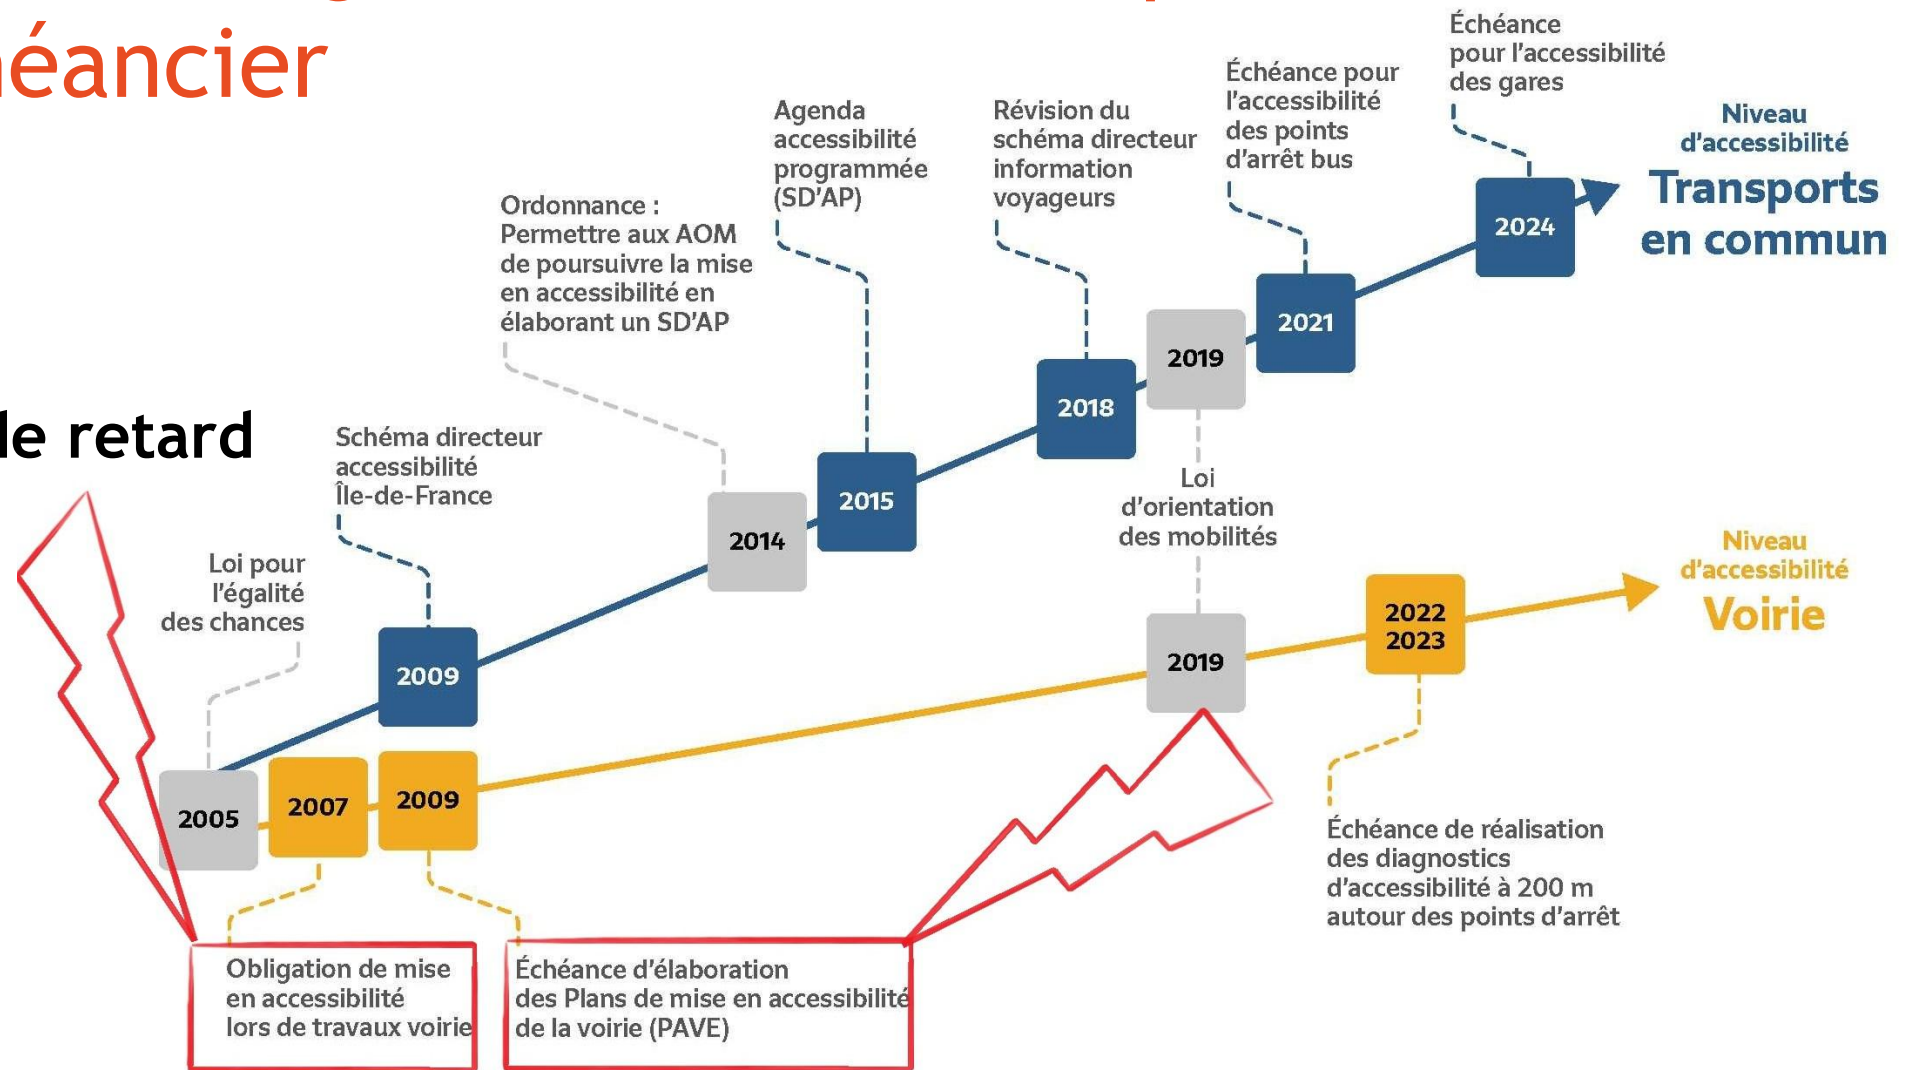 héancier
de retard
Loi pour
l'égalité
des chances
2005
Schéma directeur
accessibilité
Île-de-France
2009
Ordonnance :
Permettre aux AOM
de poursuivre la mise
en accessibilité en
élaborant un SD'AP
2014
Agenda
accessibilité
programmée
(SD'AP)
2015
Révision du
schéma directeur
information
voyageurs
2018
2019
Loi
d'orientation
des mobilités
Échéance pour
l'accessibilité
des points
d'arrêt bus
2021
Échéance
pour l'accessibilité
des gares
2024
Niveau
d'accessibilité
Transports
en commun
2007
Obligation de mise
en accessibilité
lors de travaux voirie
2009
Échéance d'élaboration
des Plans de mise en accessibilité
de la voirie (PAVE)
2019
2022
2023
Échéance de réalisation
des diagnostics
d'accessibilité à 200 m
autour des points d'arrêt
Niveau
d'accessibilité
Voirie